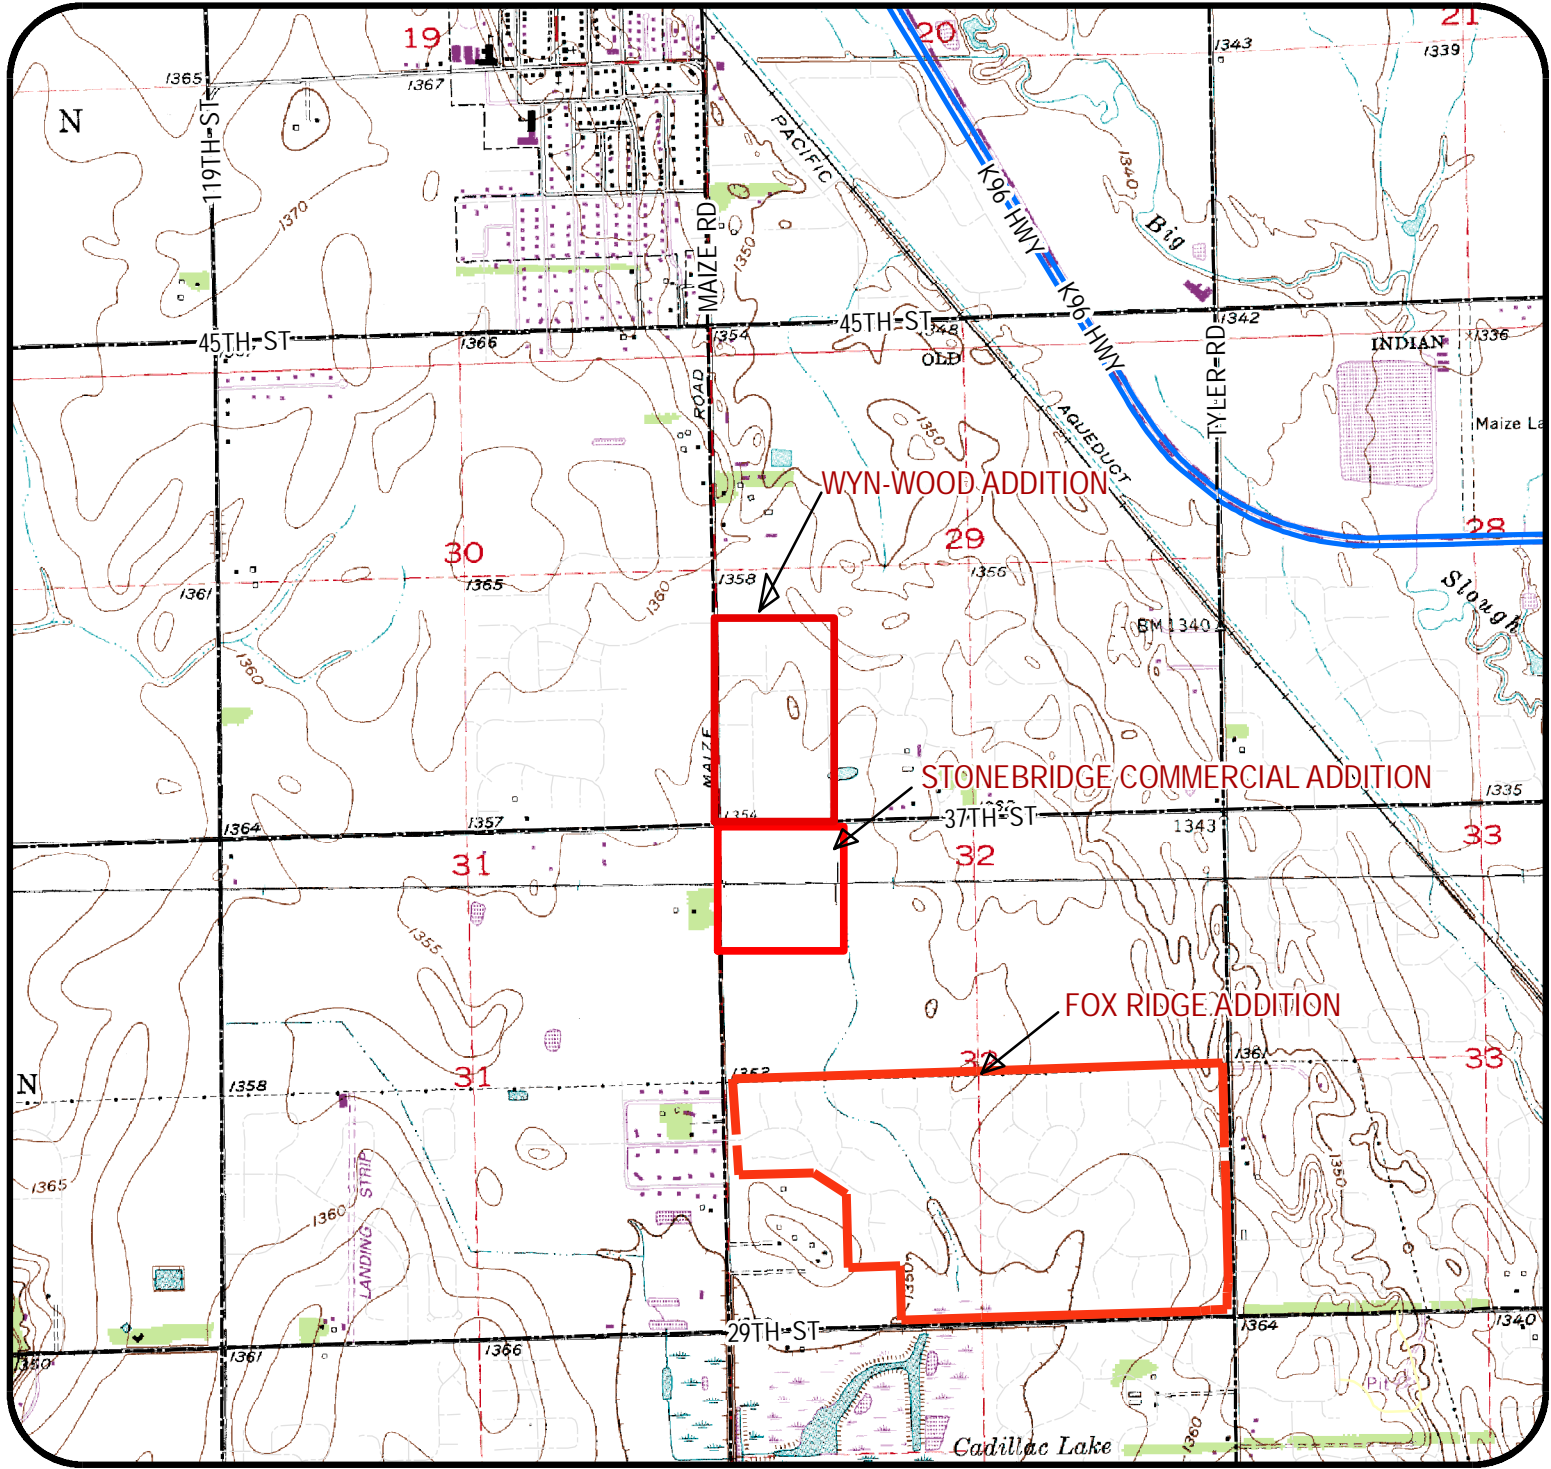 19
20
21
1343
1339
1365
1367
N
119TH ST
PACIFIC
K96 HWY
1340
1370
Big
MAIZE RD
1350
K96 HWY
45TH ST
1348
1342
45TH ST
1366
1354
OLD
TYLER RD
INDIAN
1336
ROAD
1350
AQUEDUCT
Maize La
WYN-WOOD ADDITION
28
30
29
1358
1356
1361
1365
1360
Slough
BM 1340
1360
MAIZE
STONEBRIDGE COMMERCIAL ADDITION
1335
1354
37TH ST
1364
1357
1343
33
31
32
1355
FOX RIDGE ADDITION
32
1361
33
N
1358
31
1352
LANDING STRIP
1365
1360
1350
1350
29TH ST
1364
1340
1350
1361
1366
Pit
Cadillac Lake
1360